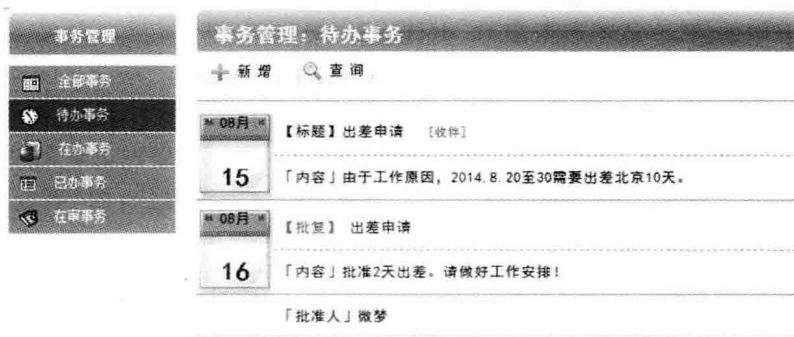 事务管理
全部事务
待办事务
在办事务
已办事务
在审事务
事务管理：待办事务
新增 查询
08月
15
【标题】出差申请 [收件]
「内容」由于工作原因，2014.8.20至30需要出差北京10天。
08月
16
【批复】 出差申请
「内容」批准2天出差。请做好工作安排！
「批准人」微梦